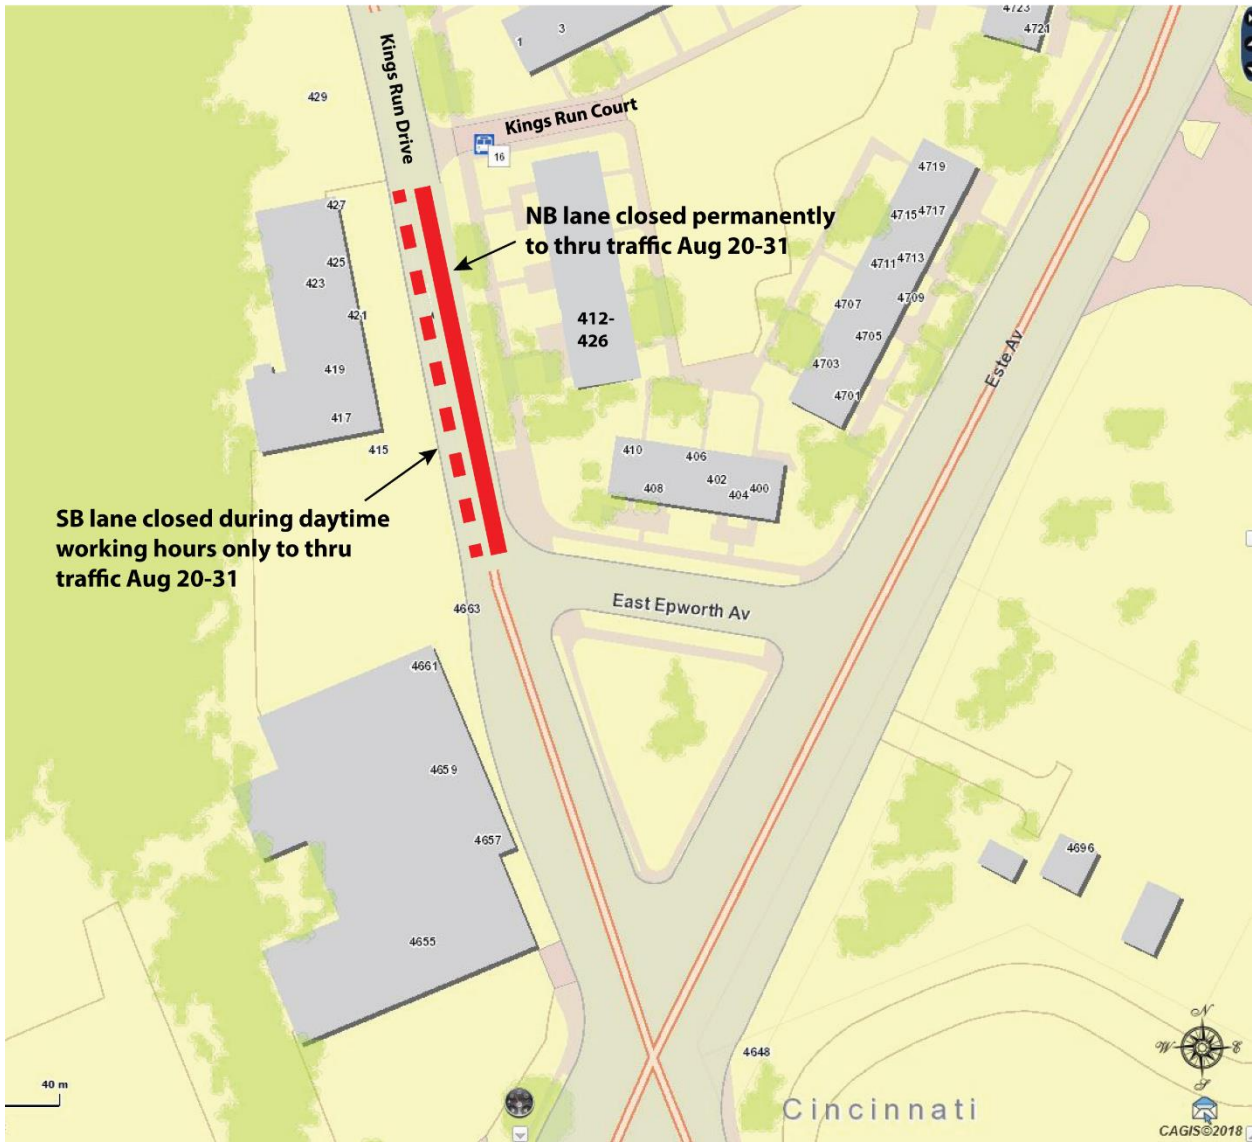 4723
4721
1
3
Kings Run Drive
429
Kings Run Court
16
4719
427
NB lane closed permanently
to thru traffic Aug 20-31
4715
4717
425
423
4711
4713
421
4707
4709
412-
426
4705
Este Av
419
4703
4701
417
415
410
406
402
408
404
400
SB lane closed during daytime
working hours only to thru
traffic Aug 20-31
4663
East Epworth Av
4661
4659
4657
4696
4655
N
W
E
S
4648
40 m
Cincinnati
CAGIS©2018